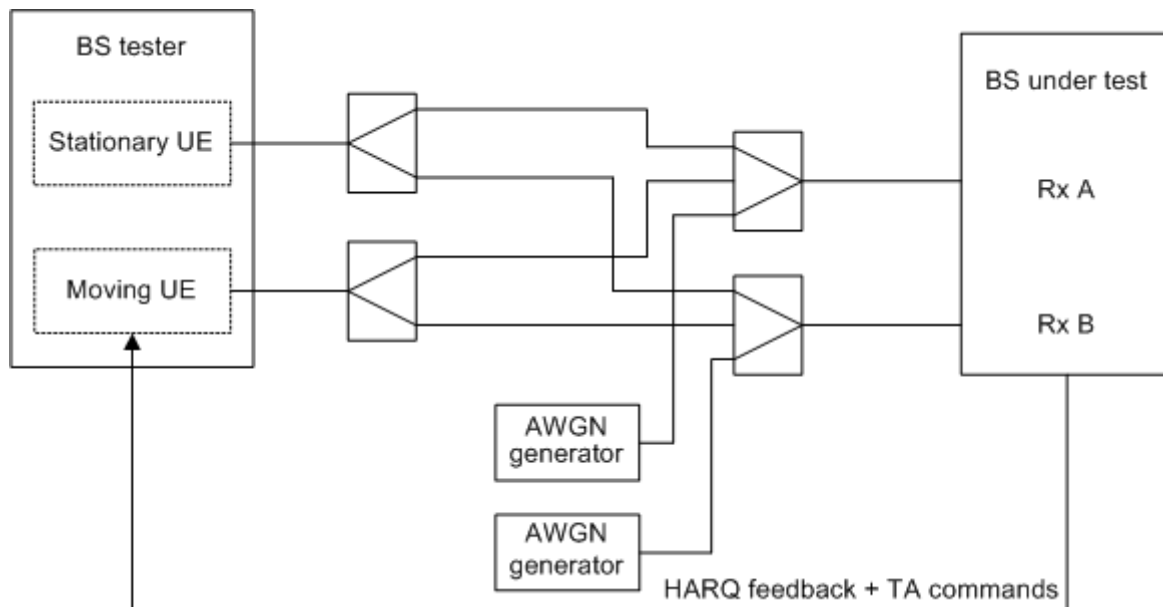 BS tester
Stationary UE
Moving UE
BS under test
Rx A
Rx B
AWGN
generator
AWGN
generator
HARQ feedback + TA commands